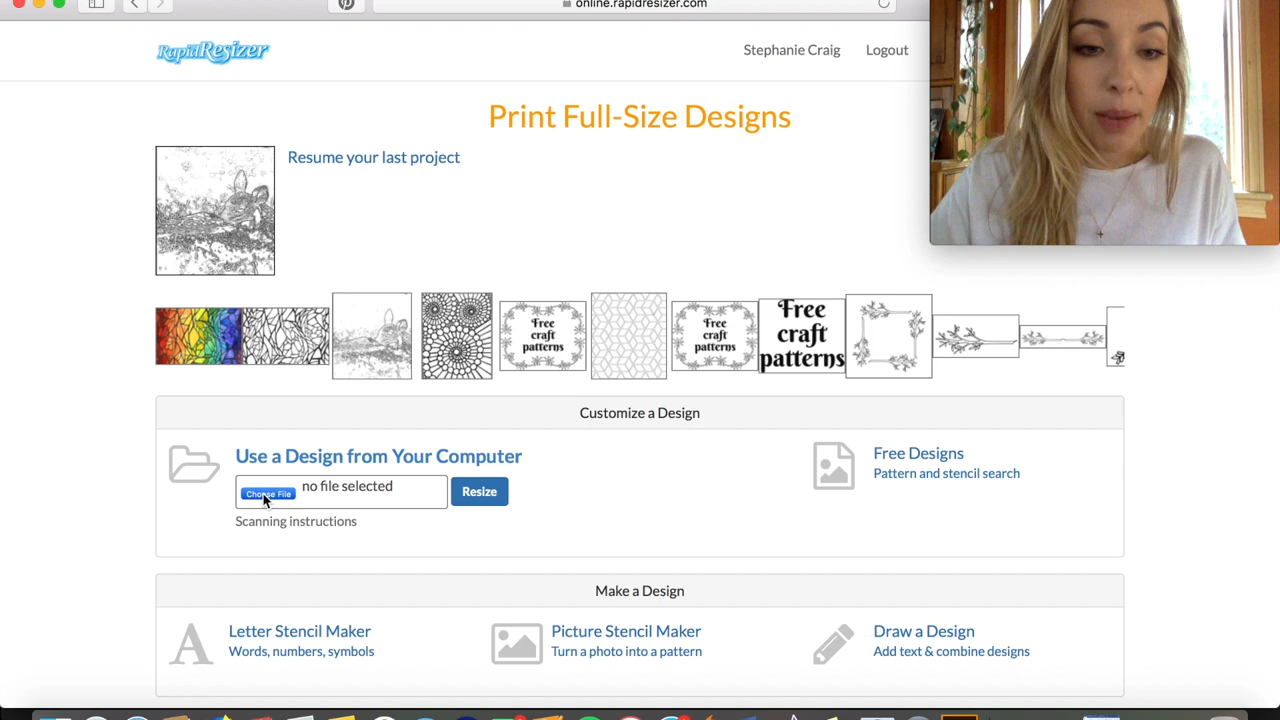 online.rapidresizer.com
RapidResizer
Stephanie Craig Logout
Print Full-Size Designs
Resume your last project
Free craft patterns
Free craft patterns
Free craft patterns
Customize a Design
Use a Design from Your Computer
Choose File no file selected
Resize
Scanning instructions
Free Designs
Pattern and stencil search
Make a Design
A
Letter Stencil Maker
Words, numbers, symbols
Picture Stencil Maker
Turn a photo into a pattern
Draw a Design
Add text & combine designs